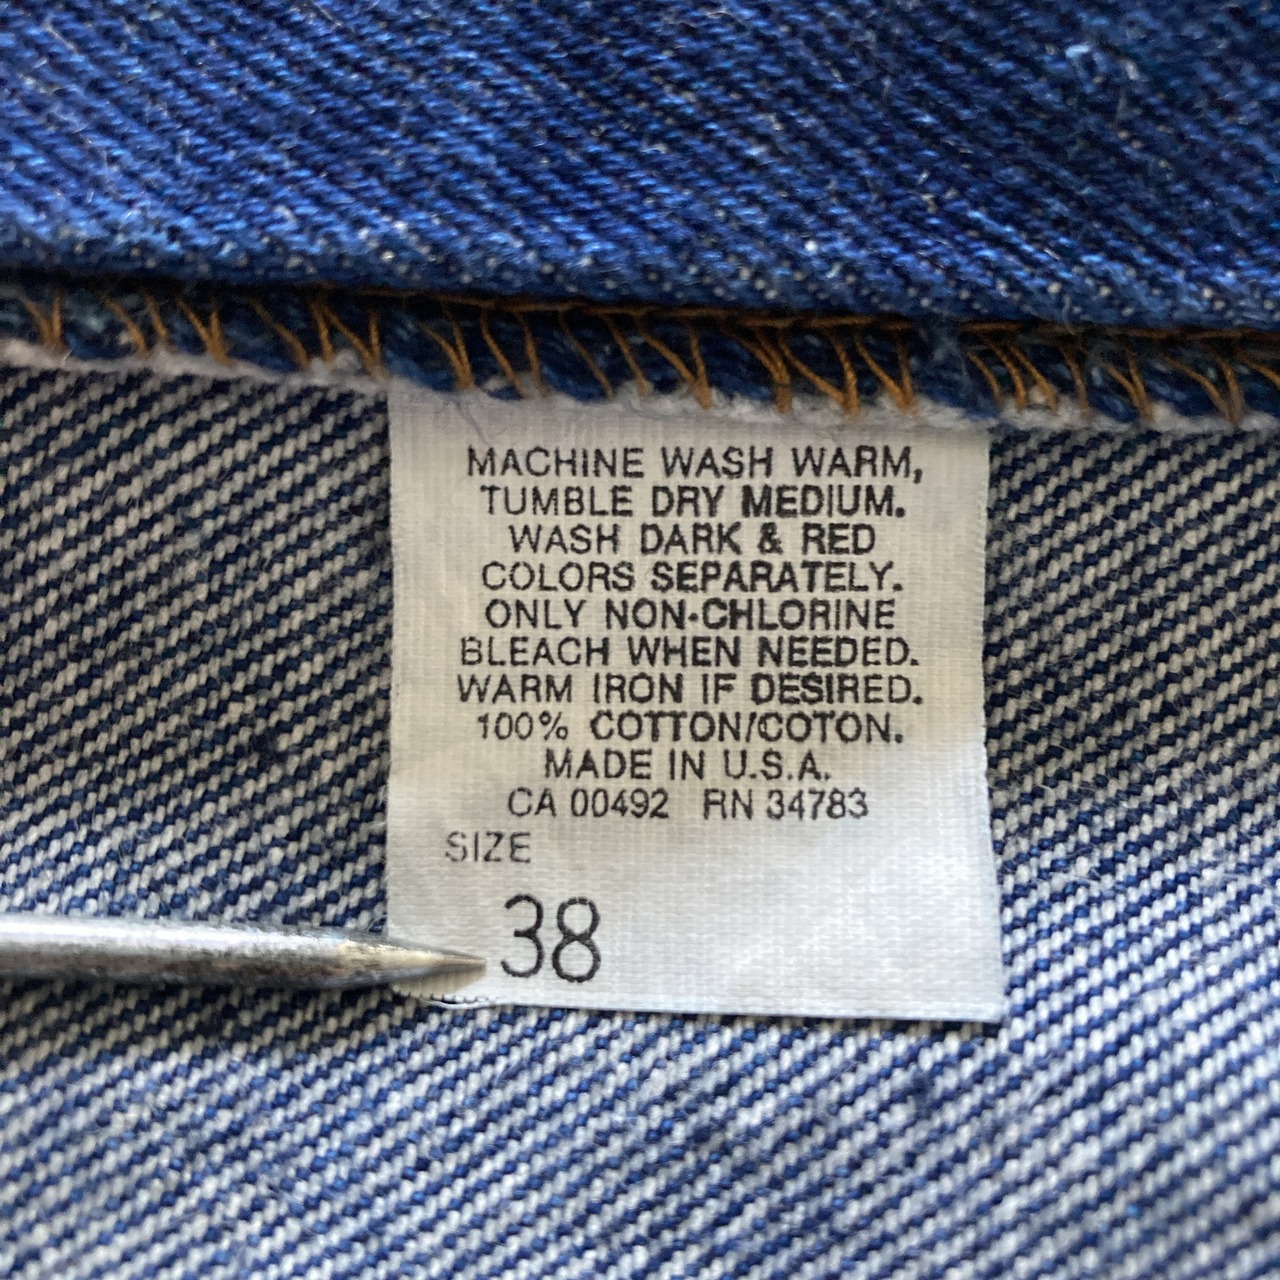 MACHINE WASH WARM,
TUMBLE DRY MEDIUM.
WASH DARK & RED
COLORS SEPARATELY.
ONLY NON-CHLORINE
BLEACH WHEN NEEDED.
WARM IRON IF DESIRED.
100% COTTON/COTON.
MADE IN U.S.A.
CA 00492 RN 34783
SIZE
38